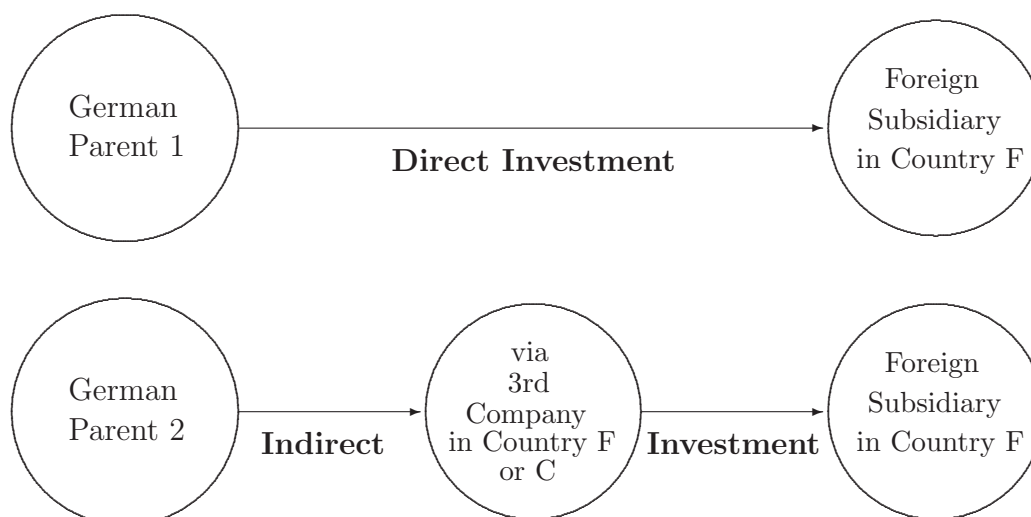 German
Parent 1
Direct Investment
Foreign
Subsidiary
in Country F
German
Parent 2
Indirect
via
3rd
Company
in Country F
or C
Investment
Foreign
Subsidiary
in Country F